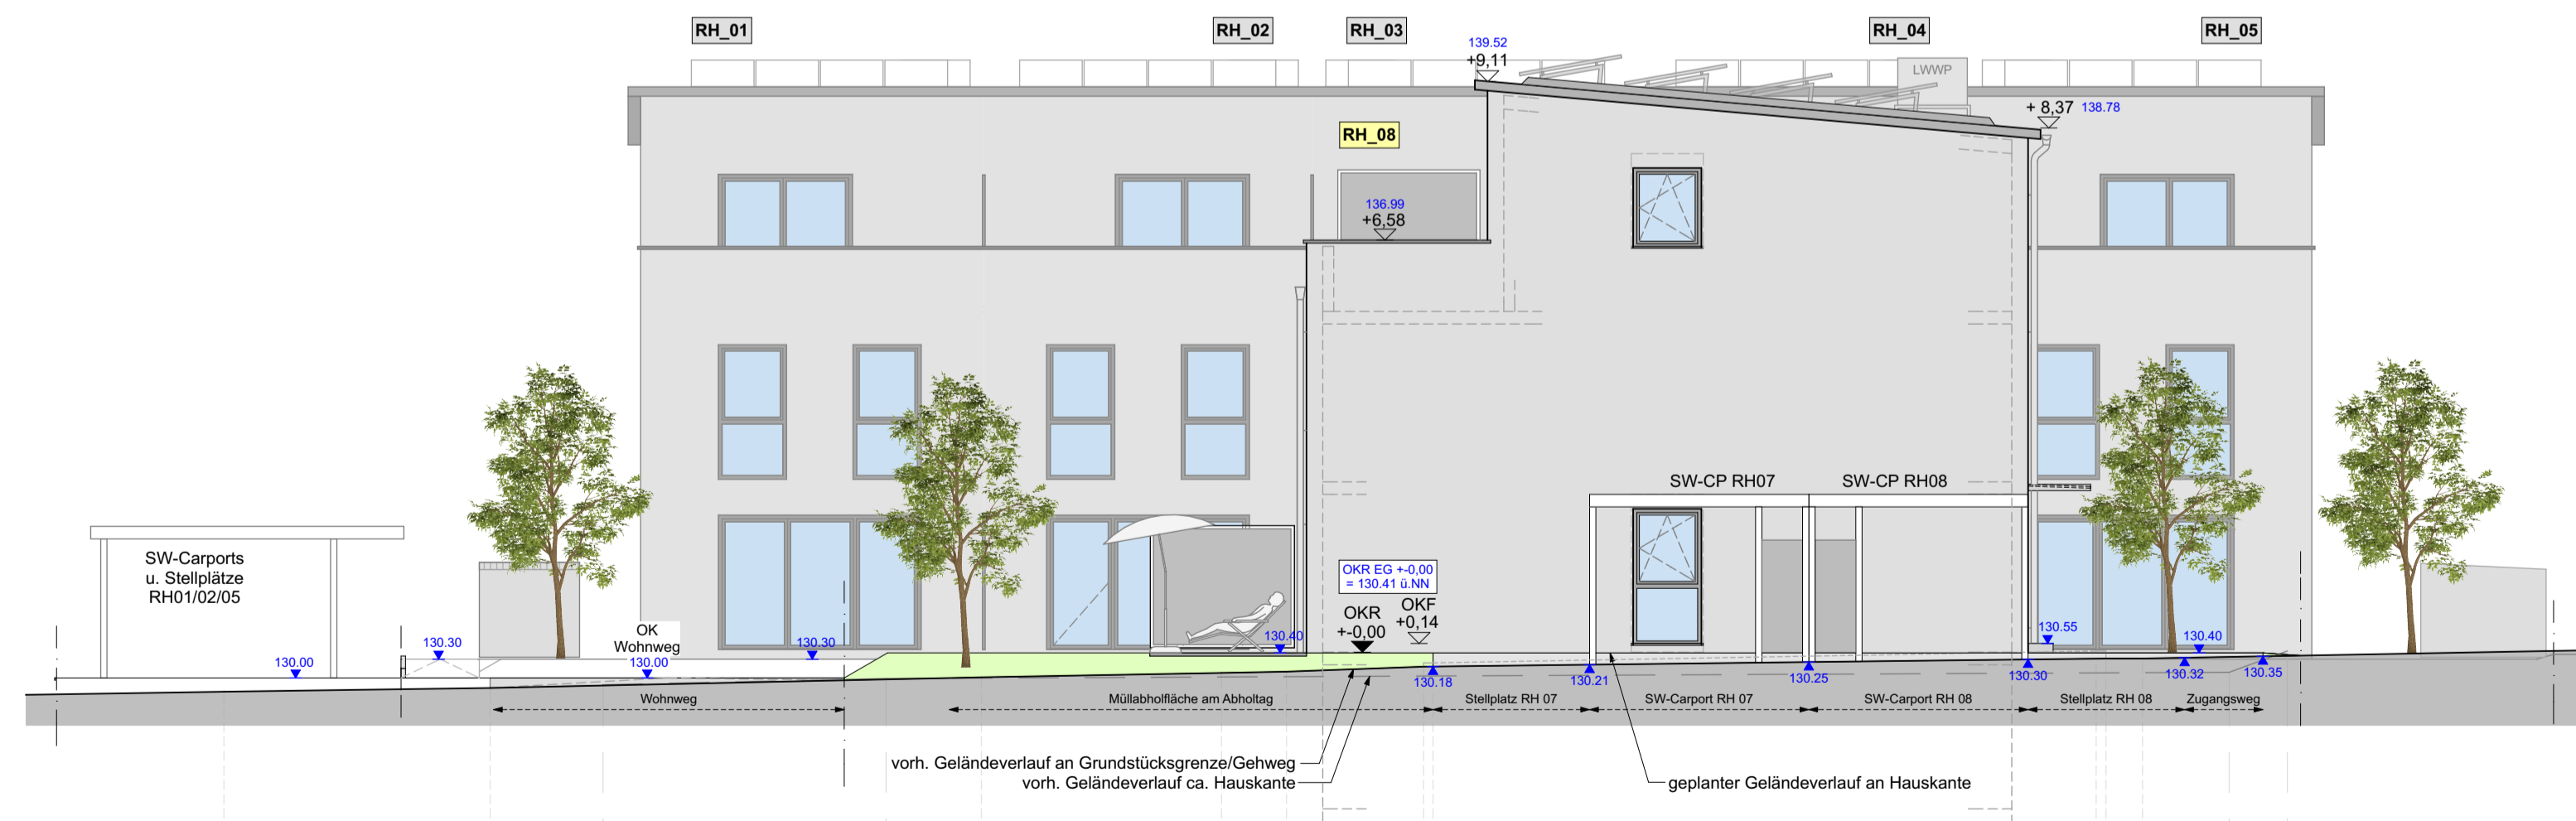 RH_01
RH_02
RH_03
RH_04
RH_05
139.52
+9,11
LWWP
+ 8,37 138.78
RH_08
136.99
+6,58
SW-CP RH07
SW-CP RH08
SW-Carports
u. Stellplätze
RH01/02/05
OKR EG +-0,00
= 130.41 ü.NN
OKR
+-0,00
OKF
+0,14
OK
Wohnweg
130.00
130.30
130.00
130.30
130.40
130.55
130.40
130.18
130.21
130.25
130.30
130.32
130.35
Wohnweg
Müllabholfläche am Abholtag
Stellplatz RH 07
SW-Carport RH 07
SW-Carport RH 08
Stellplatz RH 08
Zugangsweg
vorh. Geländeverlauf an Grundstücksgrenze/Gehweg
vorh. Geländeverlauf ca. Hauskante
geplanter Geländeverlauf an Hauskante